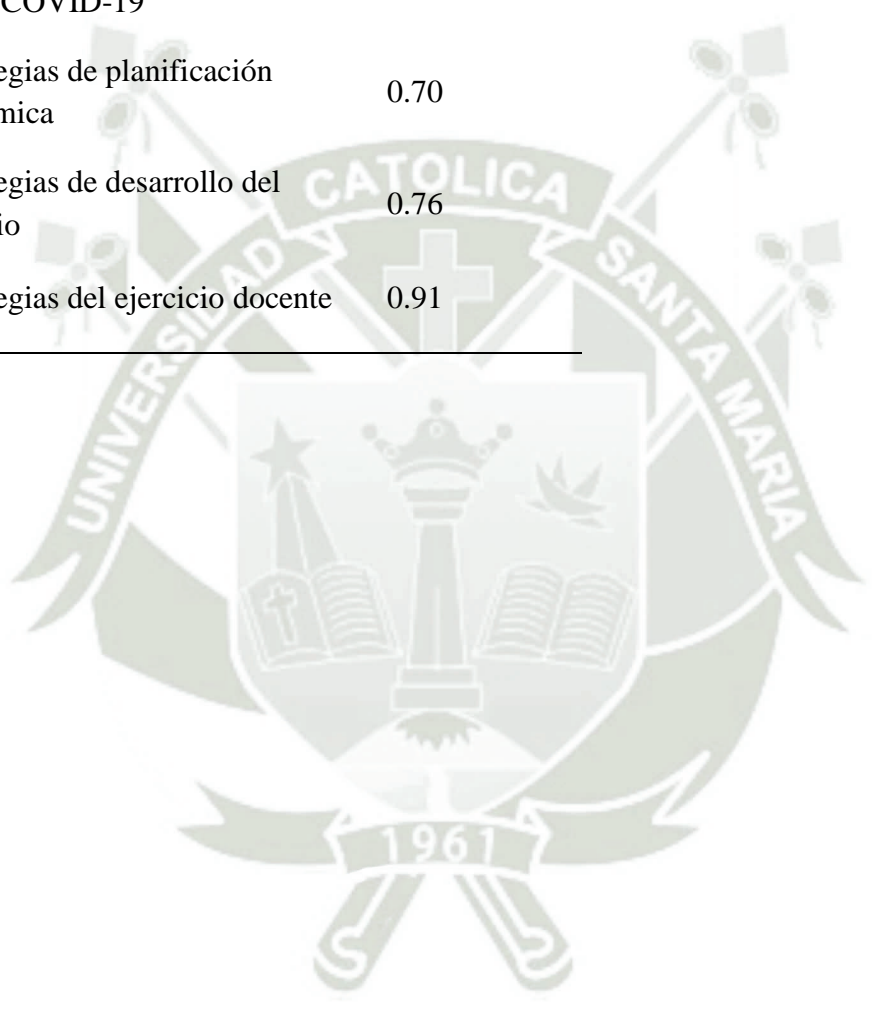 COVID-19
egias de planificación
mica
0.70
egias de desarrollo del
io
0.76
egias del ejercicio docente 0.91
UNIVERSIDAD CATOLICA SANTA MARIA
1961